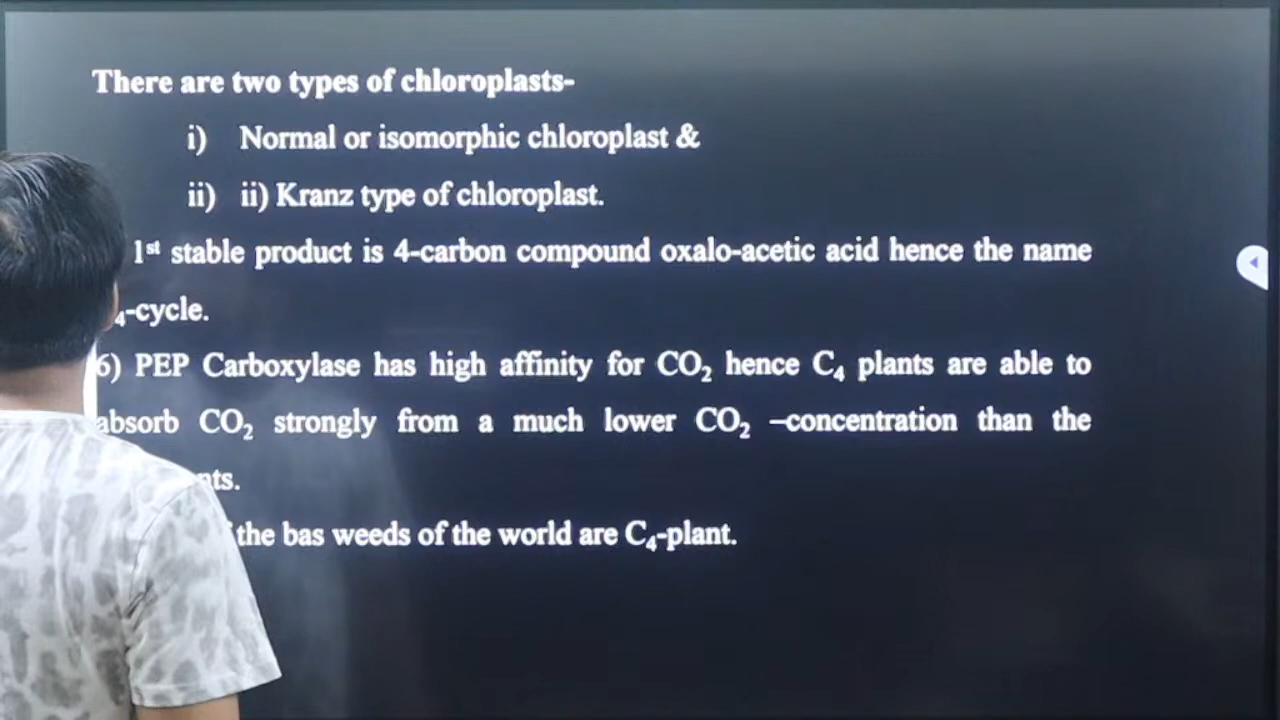 There are two types of chloroplasts-
i) Normal or isomorphic chloroplast &
ii) ii) Kranz type of chloroplast.
1st stable product is 4-carbon compound oxalo-acetic acid hence the name
4-cycle.
6) PEP Carboxylase has high affinity for CO₂ hence C₄ plants are able to
absorb CO₂ strongly from a much lower CO₂ –concentration than the
the bas weeds of the world are C₄-plant.